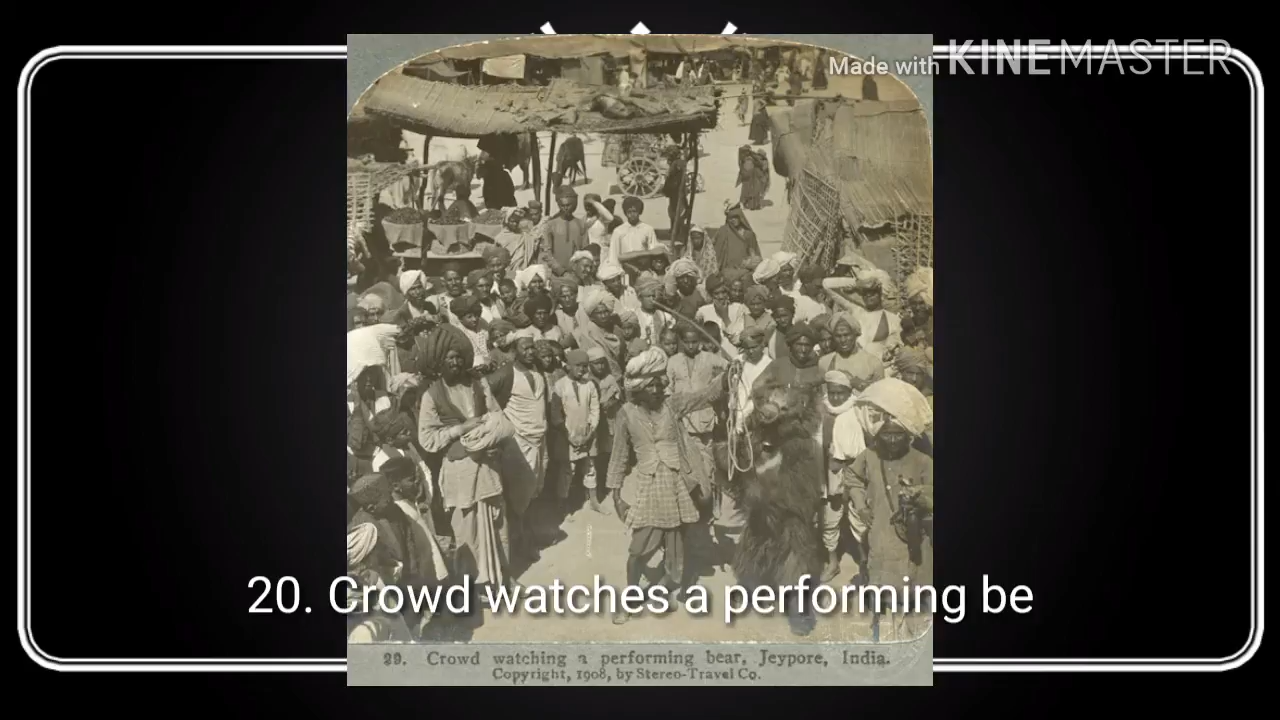 Made with KINEMASTER
20. Crowd watches a performing be
29. Crowd watching a performing bear, Jeypore, India.
Copyright, 1908, by Stereo-Travel Co.